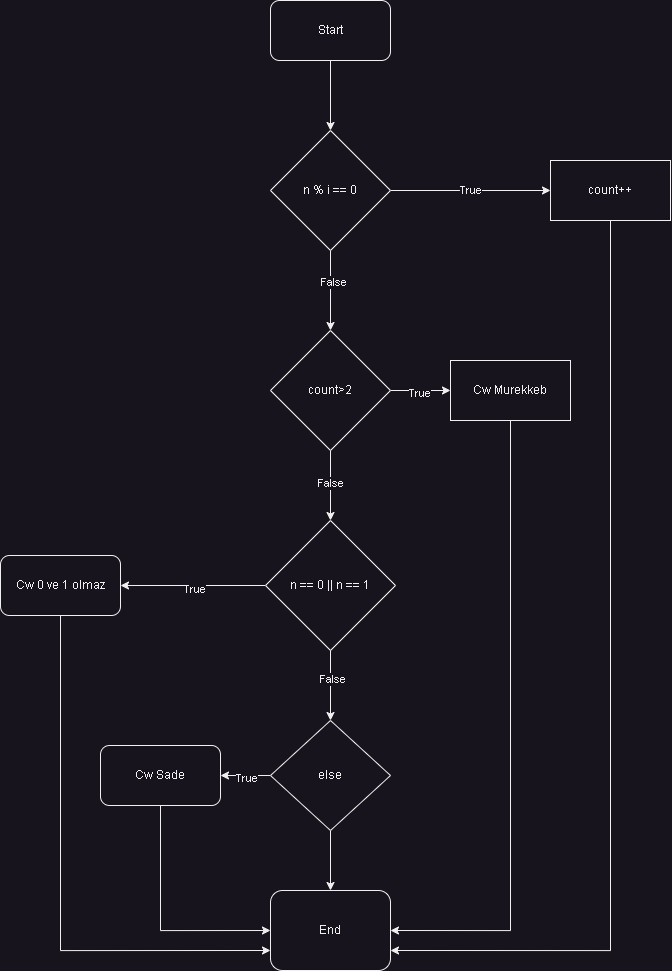 Start
n % i == 0
True
count++
False
count>2
True
Cw Murekkeb
False
n == 0 || n == 1
True
Cw 0 ve 1 olmaz
False
else
True
Cw Sade
End